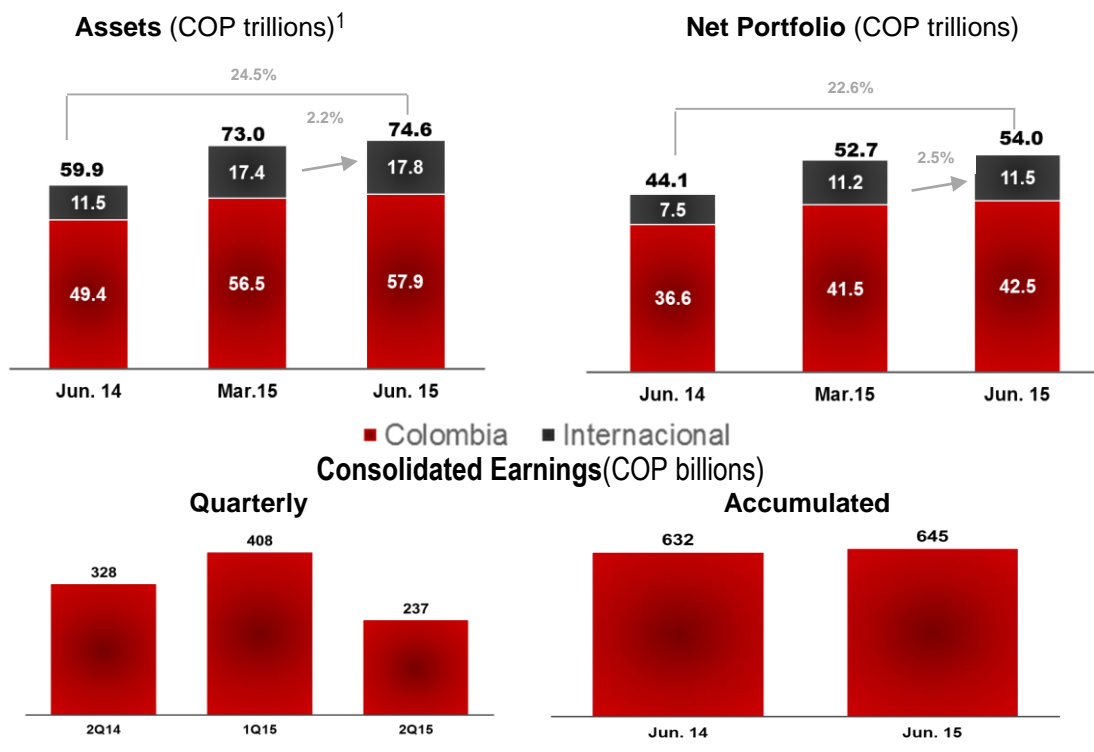 Assets (COP trillions)1
24.5%
2.2%
59.9
73.0
74.6
11.5
17.4
17.8
49.4
56.5
57.9
Jun. 14
Mar.15
Jun. 15
Net Portfolio (COP trillions)
22.6%
2.5%
44.1
52.7
54.0
7.5
11.2
11.5
36.6
41.5
42.5
Jun. 14
Mar.15
Jun. 15
Colombia
Internacional
Consolidated Earnings(COP billions)
Quarterly
328
408
237
2Q14
1Q15
2Q15
Accumulated
632
645
Jun. 14
Jun. 15